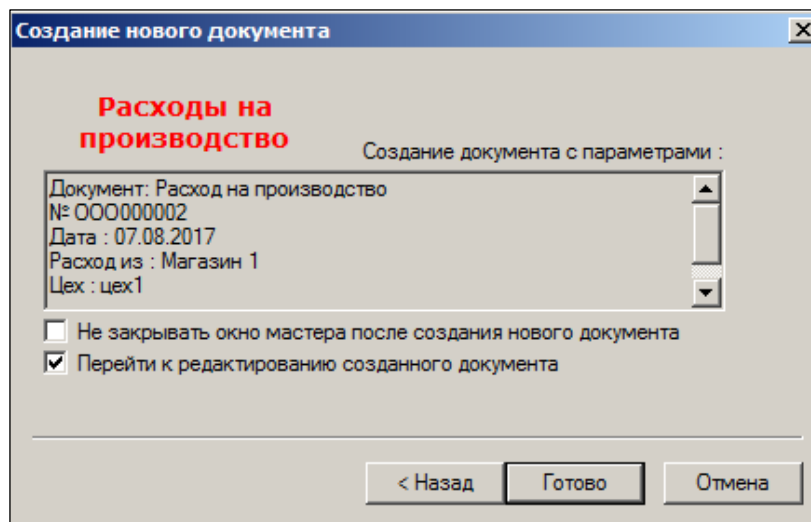 Создание нового документа
Расходы на
производство
Создание документа с параметрами :
Документ: Расход на производство
№ ООО000002
Дата : 07.08.2017
Расход из : Магазин 1
Цех : цех1
Не закрывать окно мастера после создания нового документа
Перейти к редактированию созданного документа
< Назад
Готово
Отмена